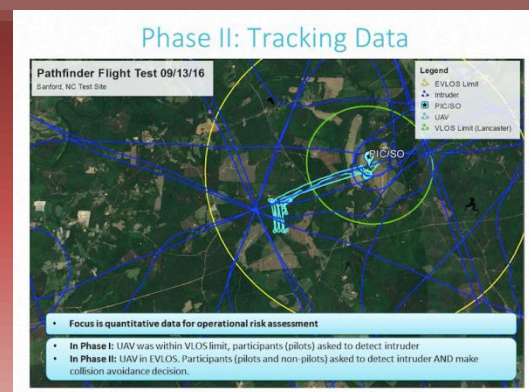 Phase II: Tracking Data
Pathfinder Flight Test 09/13/16
Sanford, NC Test Site
Legend
EVLOS Limit
Intruder
PIC/SO
UAV
VLOS Limit (Lancaster)
PIC/SO
• Focus is quantitative data for operational risk assessment
• In Phase I: UAV was within VLOS limit, participants (pilots) asked to detect intruder
• In Phase II: UAV in EVLOS. Participants (pilots and non-pilots) asked to detect intruder AND make
collision avoidance decision.